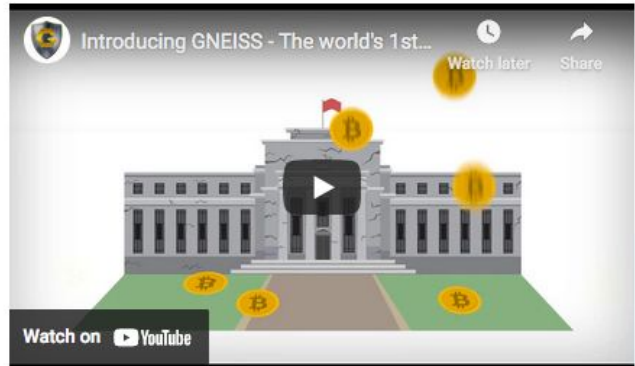 Introducing GNEISS - The world's 1st...
Watch later
Share
Watch on YouTube